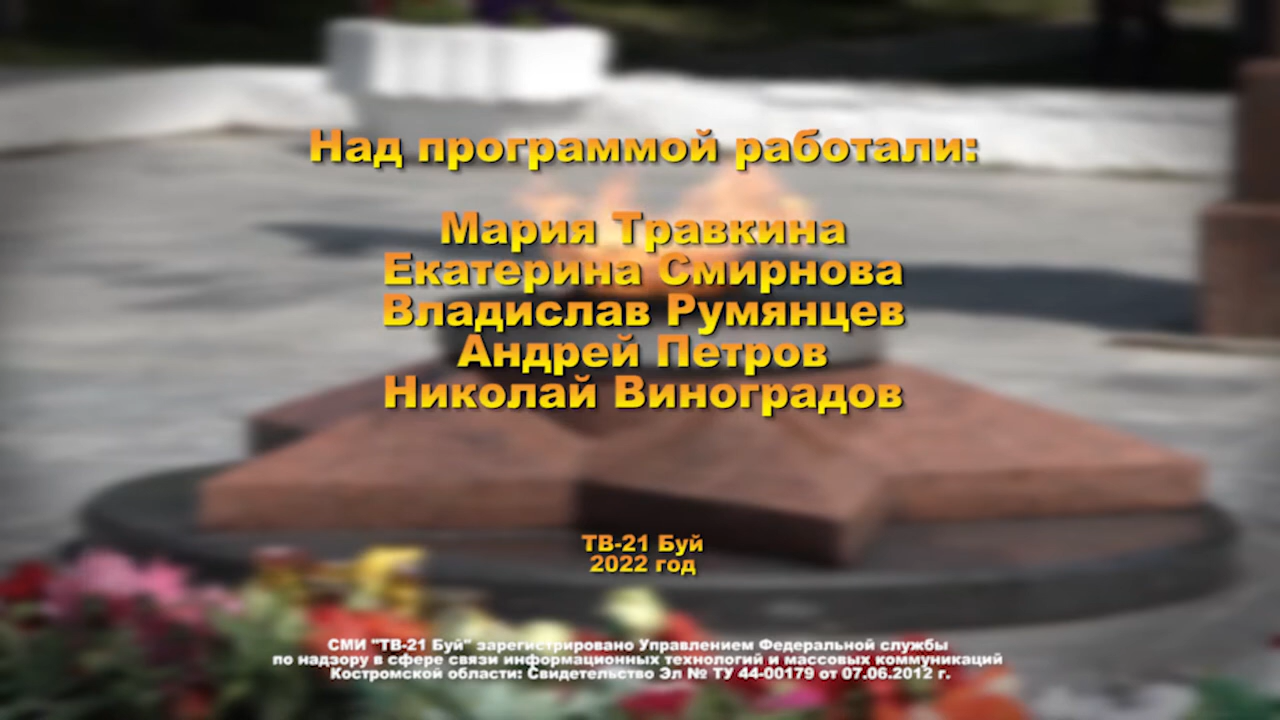 Над программой работали:
Мария Травкина
Екатерина Смирнова
Владислав Румянцев
Андрей Петров
Николай Виноградов
ТВ-21 Буй
2022 год
СМИ "ТВ-21 Буй" зарегистрировано Управлением Федеральной службы
по надзору в сфере связи информационных технологий и массовых коммуникаций
Костромской области: Свидетельство Эл № ТУ 44-00179 от 07.06.2012 г.